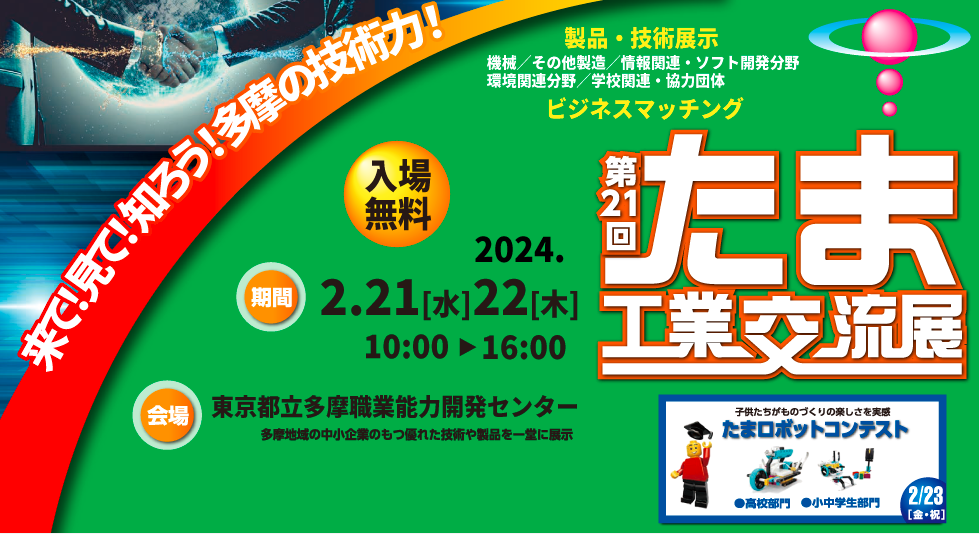 来て!見て!知ろう!多摩の技術力!
製品・技術展示
機械／その他製造／情報関連・ソフト開発分野
環境関連分野／学校関連・協力団体
ビジネスマッチング
第21回
たま
工業交流展
入場
無料
2024.
期間
2.21[水]22[木]
10:00▶16:00
会場
東京都立多摩職業能力開発センター
多摩地域の中小企業のもつ優れた技術や製品を一堂に展示
子供たちがものづくりの楽しさを実感
たまロボットコンテスト
●高校部門 ●小中学生部門
2/23
[金・祝]